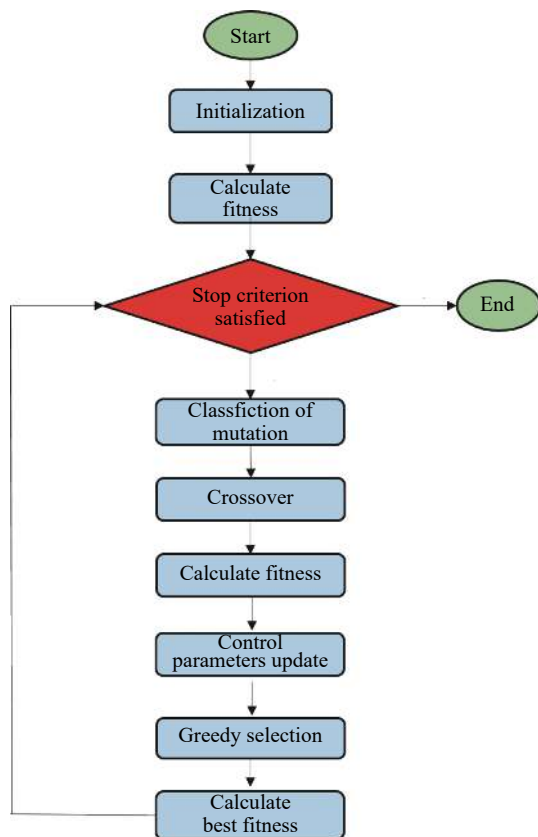 Start
Initialization
Calculate
fitness
Stop criterion
satisfied
End
Classfiction of
mutation
Crossover
Calculate fitness
Control
parameters update
Greedy selection
Calculate
best fitness